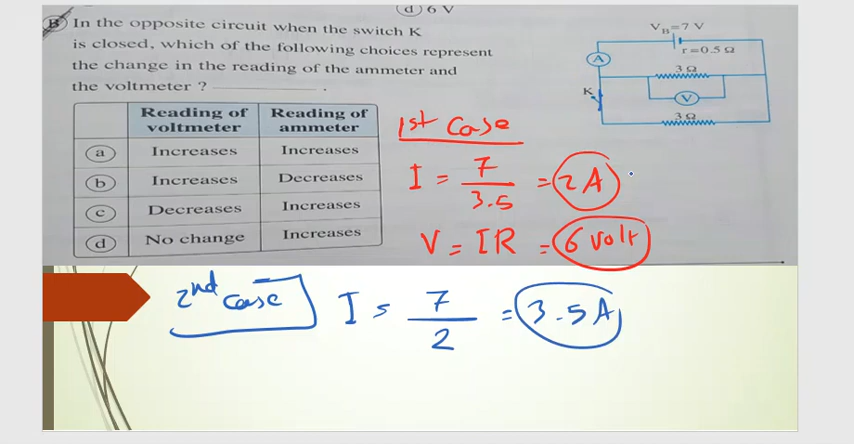 (d) 6 V
B In the opposite circuit when the switch K
is closed, which of the following choices represent
the change in the reading of the ammeter and
the voltmeter ? ____________ .
Reading of voltmeter Reading of ammeter
(a) Increases Increases
(b) Increases Decreases
(c) Decreases Increases
(d) No change Increases
V_B=7 V
r=0.5 Ω
A
3 Ω
V
K
3 Ω
1st Case
I = 7/3.5 = 2A
V = IR = 6 volt
2nd case I = 7/2 = 3.5A